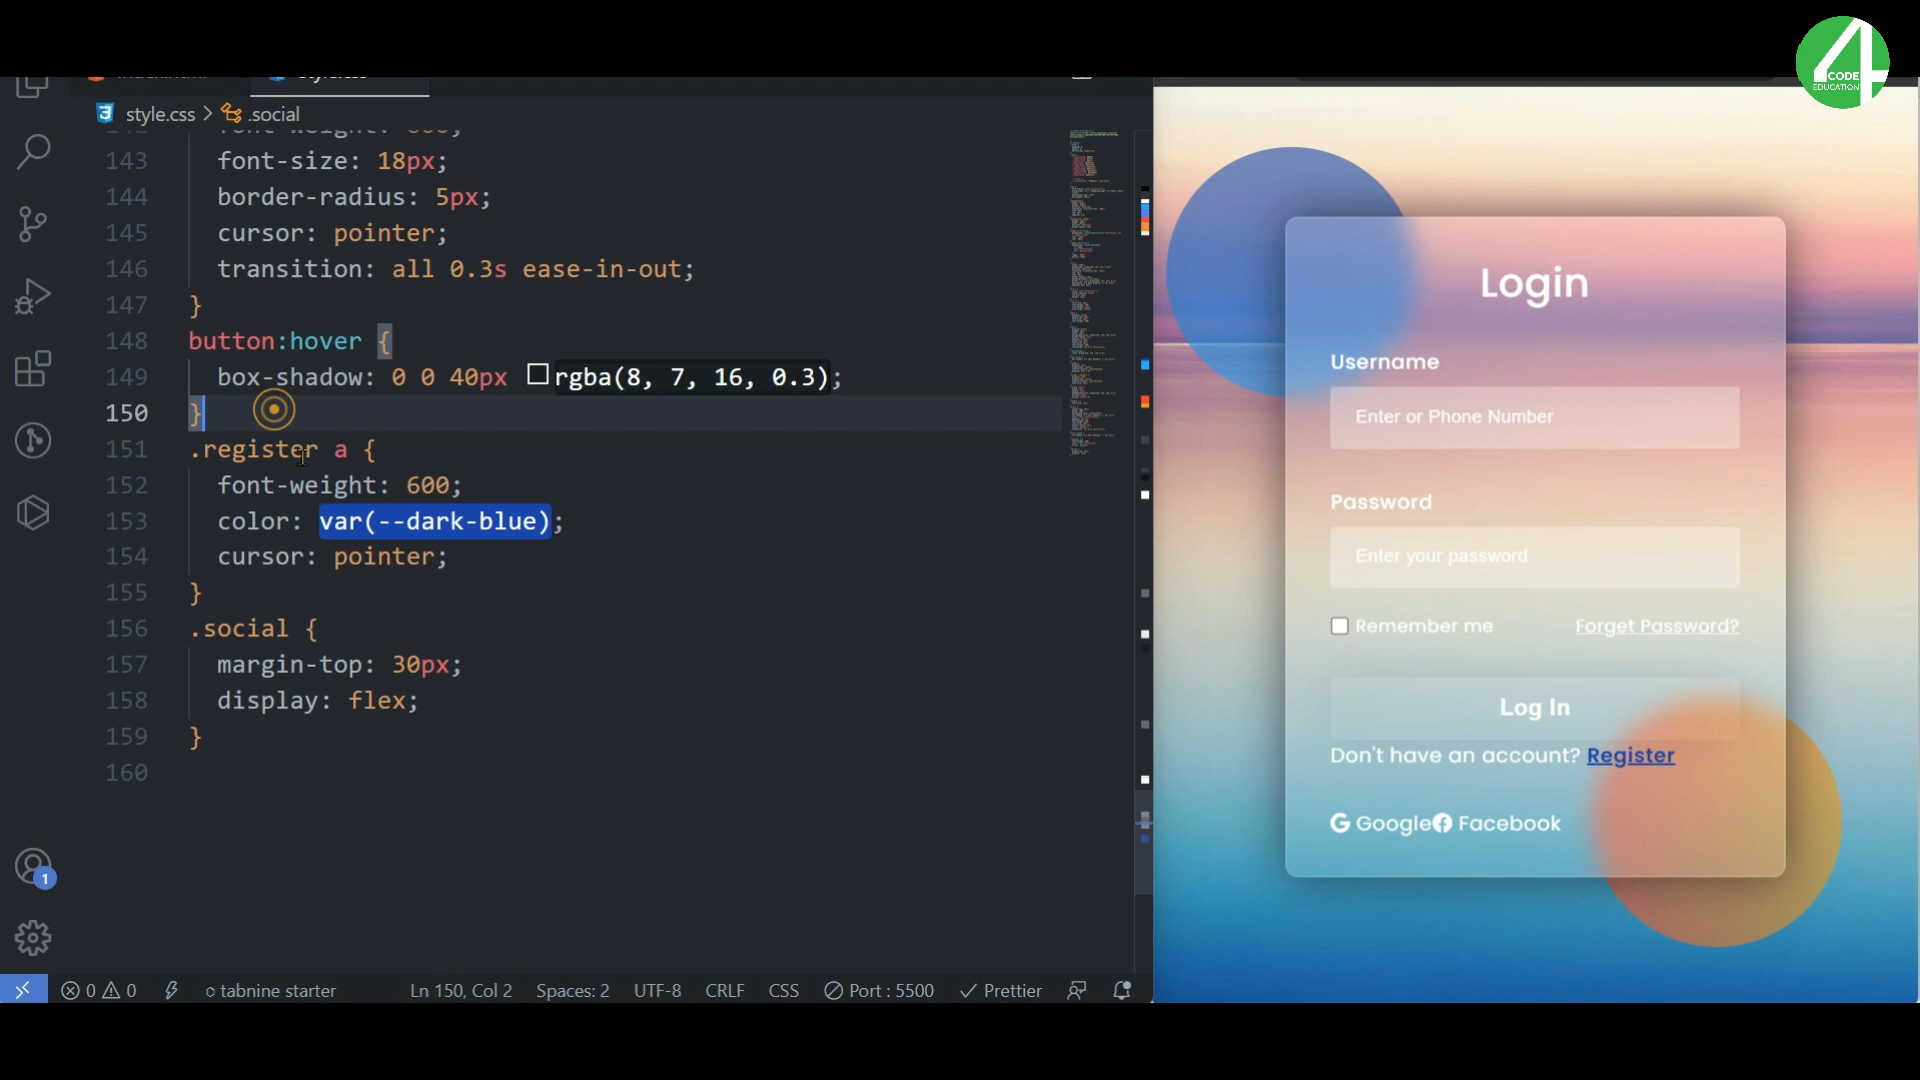 4
CODE
EDUCATION
style.css > .social
143 font-size: 18px;
144 border-radius: 5px;
145 cursor: pointer;
146 transition: all 0.3s ease-in-out;
147 }
148 button:hover {
149 box-shadow: 0 0 40px rgba(8, 7, 16, 0.3);
150 }
151 .register a {
152 font-weight: 600;
153 color: var(--dark-blue);
154 cursor: pointer;
155 }
156 .social {
157 margin-top: 30px;
158 display: flex;
159 }
160
1
0 0 tabnine starter Ln 150, Col 2 Spaces: 2 UTF-8 CRLF CSS Port : 5500 Prettier
Login
Username
Enter or Phone Number
Password
Enter your password
Remember me Forget Password?
Log In
Don't have an account? Register
Google Facebook